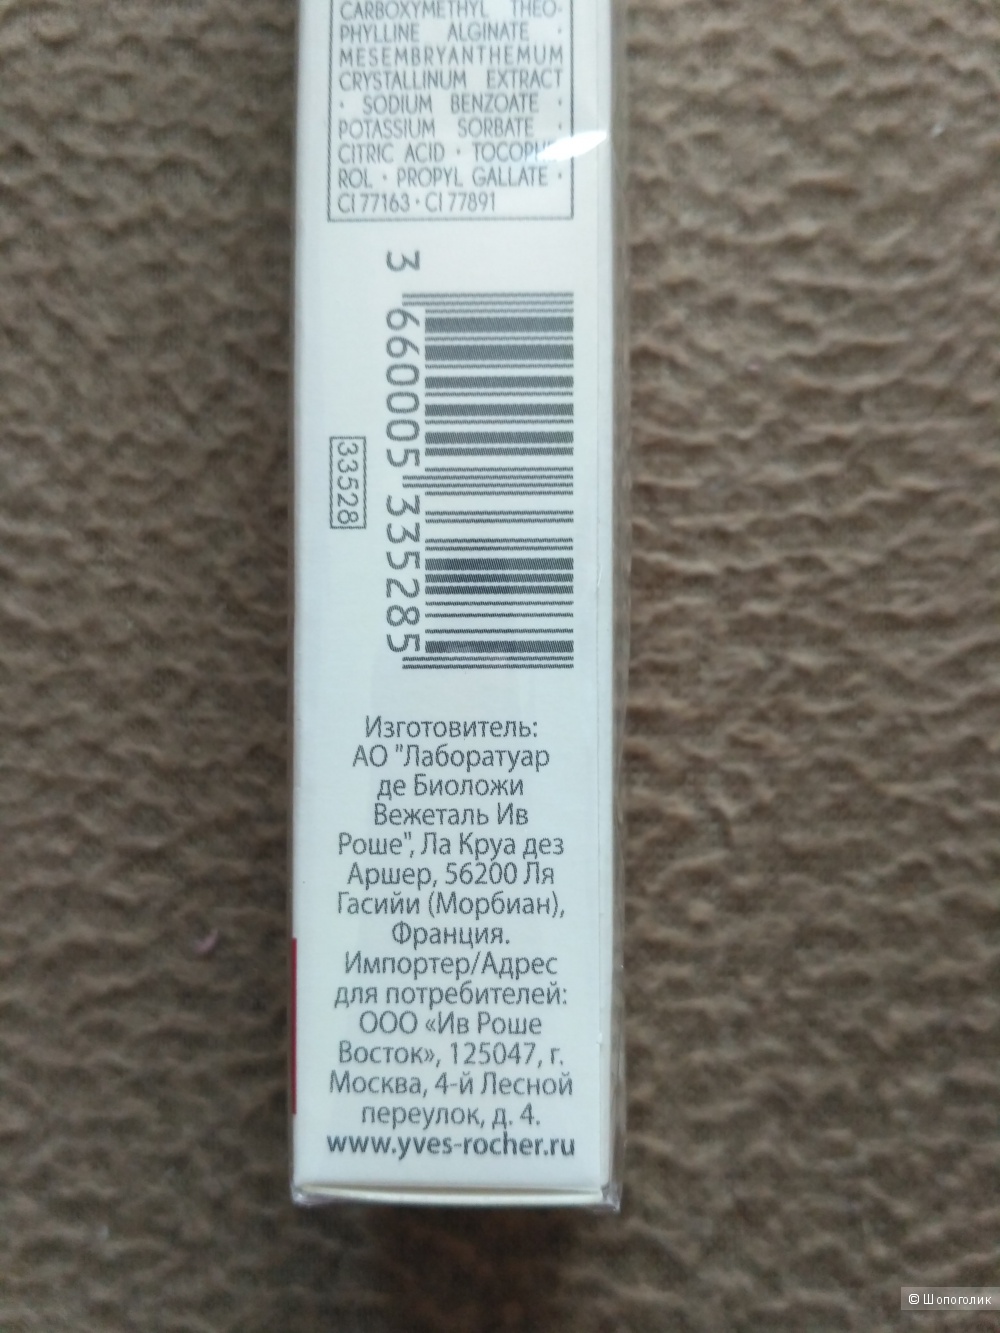 CARBOXYMETHYL THEO-
PHYLLINE ALGINATE ·
MESEMBRYANTHEMUM
CRYSTALLINUM EXTRACT
· SODIUM BENZOATE ·
POTASSIUM SORBATE ·
CITRIC ACID ·
ROL · PROPYL GALLATE ·
CI 77163 · CI 77891
3 660005 335285
33528
Изготовитель:
АО "Лаборатуар
де Биоложи
Вежеталь Ив
Роше", Ла Круа дез
Аршер, 56200 Ля
Гасийи (Морбиан),
Франция.
Импортер/Адрес
для потребителей:
ООО «Ив Роше
Восток», 125047, г.
Москва, 4-й Лесной
переулок, д. 4.
www.yves-rocher.ru
© Шопоголик